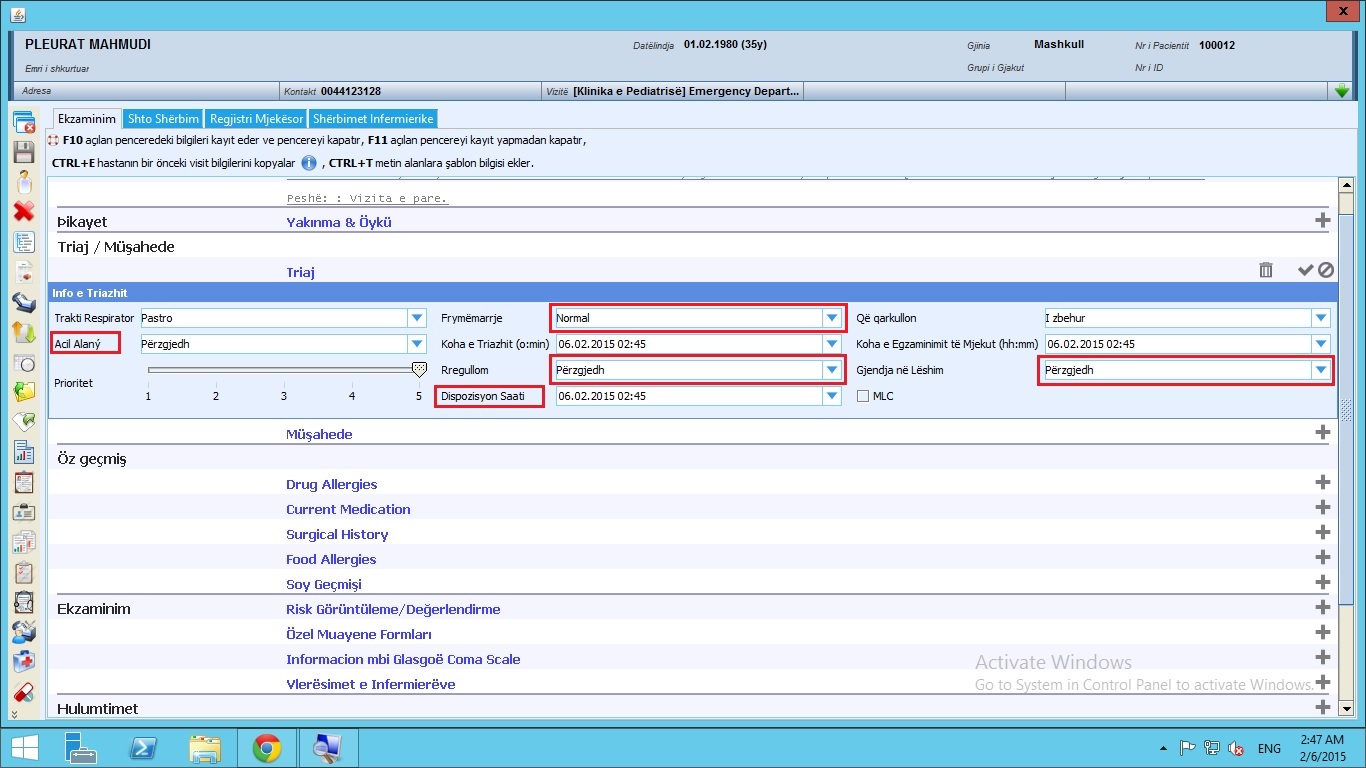 x
PLEURAT MAHMUDI
Datëlindja 01.02.1980 (35y)
Gjinia Mashkull
Nr i Pacientit 100012
Emri i shkurtuar
Grupi i Gjakut
Nr i ID
Adresa
Kontakt 0044123128
Vizitë [Klinika e Pediatrisë] Emergency Depart...
Ekzaminim Shto Shërbim Regjistri Mjekësor Shërbimet Infermierike
F10 açılan penceredeki bilgileri kayıt eder ve pencereyi kapatır, F11 açılan pencereyi kayıt yapmadan kapatır,
CTRL+E hastanın bir önceki visit bilgilerini kopyalar , CTRL+T metin alanlara şablon bilgisi ekler.
Peshë: : Vizita e pare.
Þikayet Yakınma & Öykü
Triaj / Müşahede
Triaj
Info e Triazhit
Trakti Respirator Pastro Frymëmarrje Normal Që qarkullon I zbehur
Acil Alaný Përzgjedh Koha e Triazhit (o:min) 06.02.2015 02:45 Koha e Egzaminimit të Mjekut (hh:mm) 06.02.2015 02:45
Prioritet 1 2 3 4 5 Rregullom Përzgjedh Gjendja në Lëshim Përzgjedh
Dispozisyon Saati 06.02.2015 02:45 MLC
Müşahede
Öz geçmiş
Drug Allergies
Current Medication
Surgical History
Food Allergies
Soy Geçmişi
Ekzaminim Risk Görüntüleme/Değerlendirme
Özel Muayene Formları
Informacion mbi Glasgoë Coma Scale
Vlerësimet e Infermierëve
Hulumtimet
Activate Windows
Go to System in Control Panel to activate Windows.
ENG
2:47 AM
2/6/2015